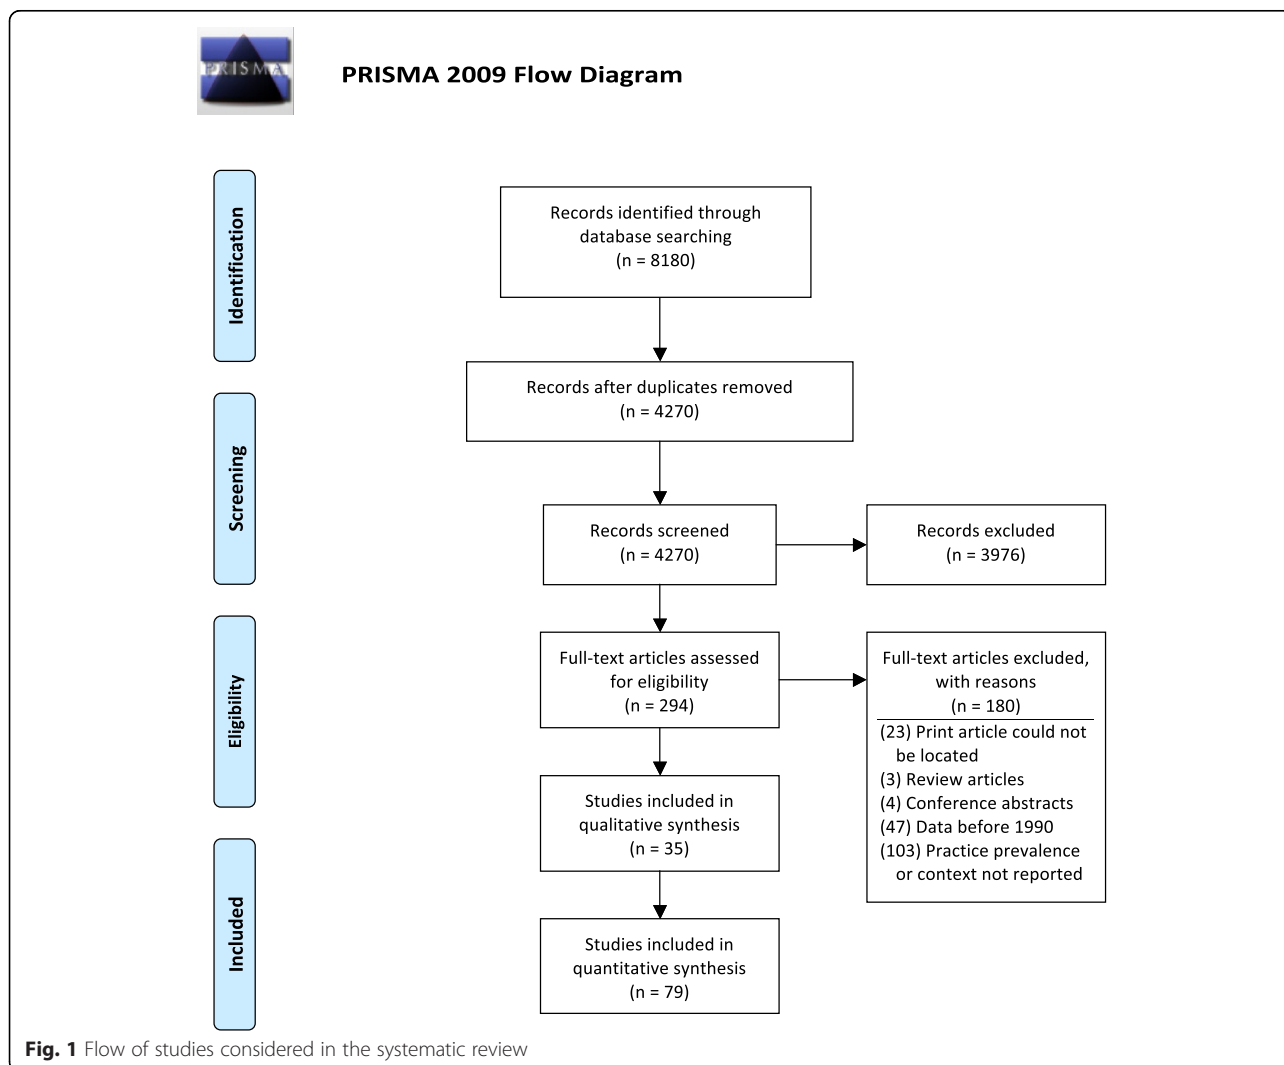 PRISMA
PRISMA 2009 Flow Diagram
Identification
Records identified through
database searching
(n = 8180)
Records after duplicates removed
(n = 4270)
Screening
Records screened
(n = 4270)
Records excluded
(n = 3976)
Eligibility
Full-text articles assessed
for eligibility
(n = 294)
Full-text articles excluded,
with reasons
(n = 180)
(23) Print article could not
be located
(3) Review articles
(4) Conference abstracts
(47) Data before 1990
(103) Practice prevalence
or context not reported
Studies included in
qualitative synthesis
(n = 35)
Included
Studies included in
quantitative synthesis
(n = 79)
Fig. 1 Flow of studies considered in the systematic review